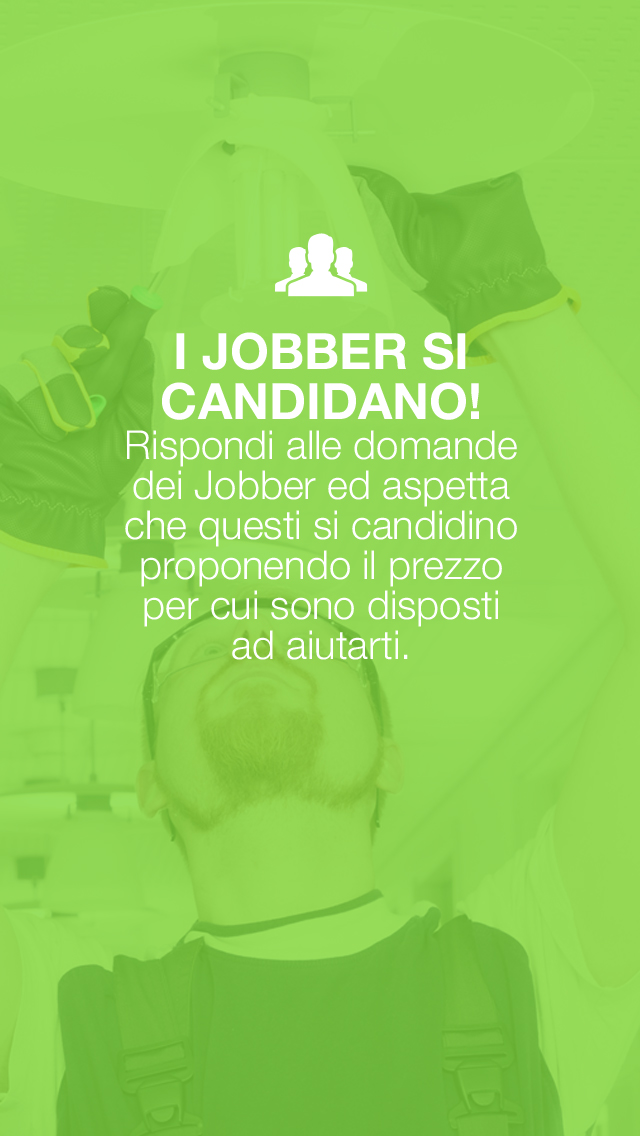 I JOBBER SI
CANDIDANO!
Rispondi alle domande
dei Jobber ed aspetta
che questi si candidino
proponendo il prezzo
per cui sono disposti
ad aiutarti.